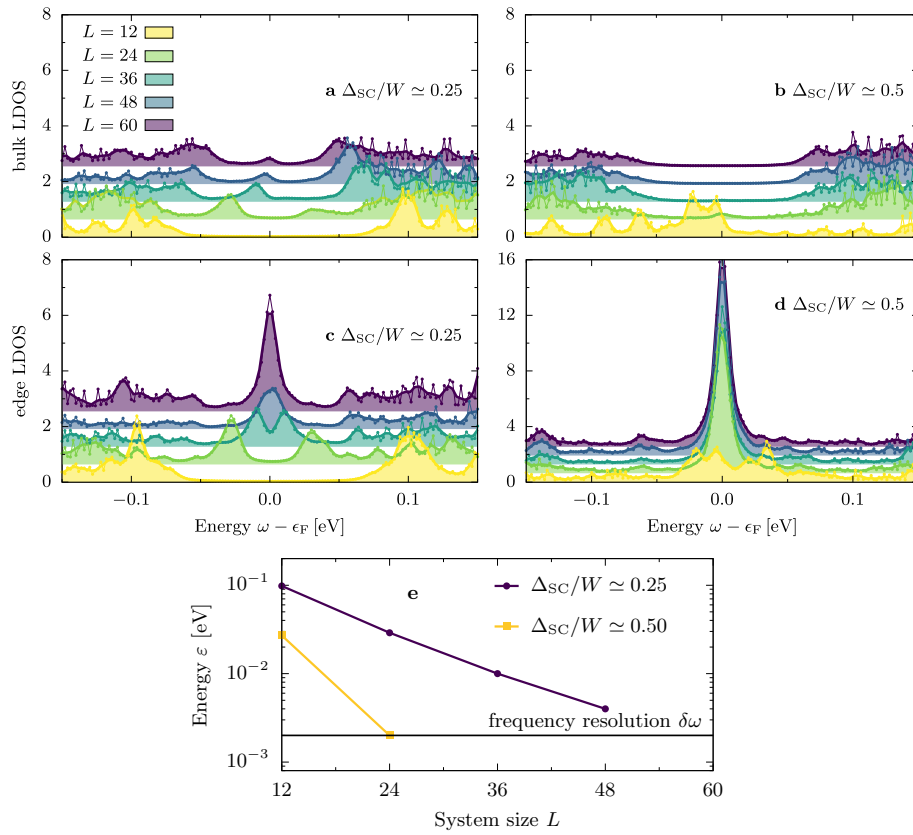 8
6
4
2
0
bulk LDOS
L = 12
L = 24
L = 36
L = 48
L = 60
a Δ_SC/W ≃ 0.25
8
6
4
2
0
b Δ_SC/W ≃ 0.5
8
6
4
2
0
edge LDOS
c Δ_SC/W ≃ 0.25
−0.1 0.0 0.1
Energy ω − ϵ_F [eV]
16
12
8
4
0
d Δ_SC/W ≃ 0.5
−0.1 0.0 0.1
Energy ω − ϵ_F [eV]
10⁻¹
10⁻²
10⁻³
Energy ε [eV]
e
Δ_SC/W ≃ 0.25
Δ_SC/W ≃ 0.50
frequency resolution δω
12 24 36 48 60
System size L